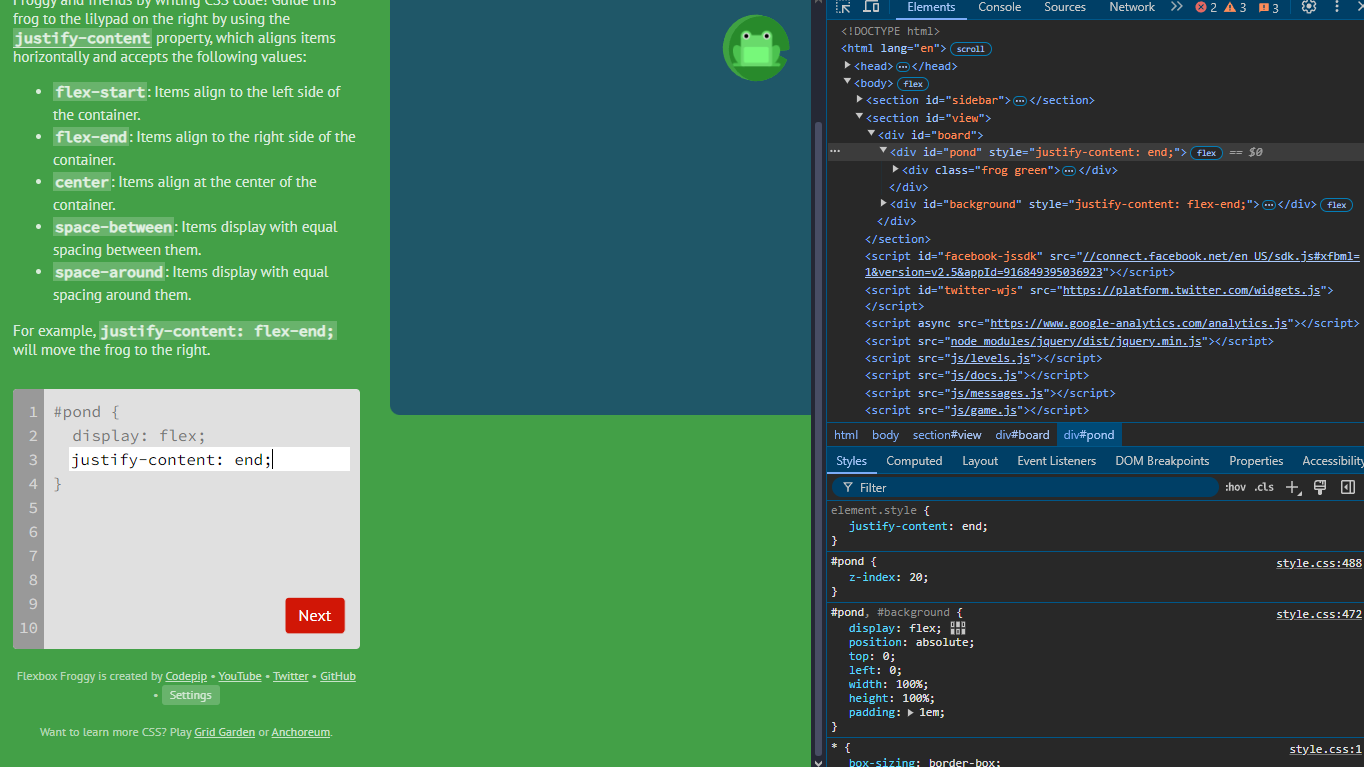 Froggy and friends by writing CSS code! Guide this
frog to the lilypad on the right by using the
justify-content property, which aligns items
horizontally and accepts the following values:
• flex-start: Items align to the left side of
the container.
• flex-end: Items align to the right side of the
container.
• center: Items align at the center of the
container.
• space-between: Items display with equal
spacing between them.
• space-around: Items display with equal
spacing around them.
For example, justify-content: flex-end;
will move the frog to the right.
1 #pond {
2 display: flex;
3 justify-content: end;
4 }
5
6
7
8
9
10
Next
Flexbox Froggy is created by Codepip • YouTube • Twitter • GitHub
• Settings
Want to learn more CSS? Play Grid Garden or Anchoreum.
Elements Console Sources Network 2 3 3
<!DOCTYPE html>
<html lang="en"> scroll
<head> … </head>
<body> flex
<section id="sidebar"> … </section>
<section id="view">
<div id="board">
… <div id="pond" style="justify-content: end;"> flex == $0
<div class="frog green"> … </div>
</div>
<div id="background" style="justify-content: flex-end;"> … </div> flex
</div>
</section>
<script id="facebook-jssdk" src="//connect.facebook.net/en_US/sdk.js#xfbml=
1&version=v2.5&appId=916849395036923"></script>
<script id="twitter-wjs" src="https://platform.twitter.com/widgets.js">
</script>
<script async src="https://www.google-analytics.com/analytics.js"></script>
<script src="node_modules/jquery/dist/jquery.min.js"></script>
<script src="js/levels.js"></script>
<script src="js/docs.js"></script>
<script src="js/messages.js"></script>
<script src="js/game.js"></script>
html body section#view div#board div#pond
Styles Computed Layout Event Listeners DOM Breakpoints Properties Accessibility
Filter :hov .cls
element.style {
justify-content: end;
}
#pond { style.css:488
z-index: 20;
}
#pond, #background { style.css:472
display: flex;
position: absolute;
top: 0;
left: 0;
width: 100%;
height: 100%;
padding: 1em;
}
* { style.css:1
box-sizing: border-box;